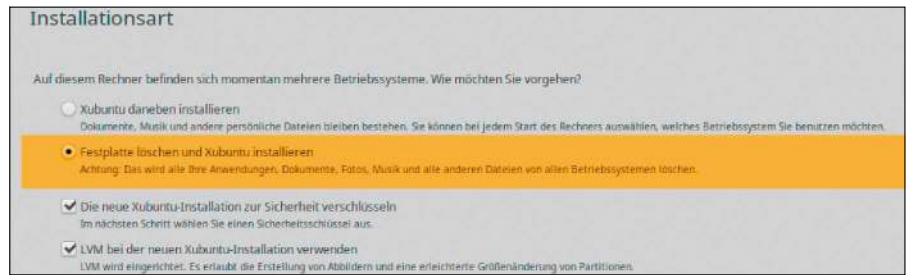 Installationsart
Auf diesem Rechner befinden sich momentan mehrere Betriebssysteme. Wie möchten Sie vorgehen?
Xubuntu daneben installieren
Dokumente, Musik und andere persönliche Dateien bleiben bestehen. Sie können bei jedem Start des Rechners auswählen, welches Betriebssystem Sie benutzen möchten.
Festplatte löschen und Xubuntu installieren
Achtung: Das wird alle Ihre Anwendungen, Dokumente, Fotos, Musik und alle anderen Dateien von allen Betriebssystemen löschen.
Die neue Xubuntu-Installation zur Sicherheit verschlüsseln
Im nächsten Schritt wählen Sie einen Sicherheitsschlüssel aus.
LVM bei der neuen Xubuntu-Installation verwenden
LVM wird eingerichtet. Es erlaubt die Erstellung von Abbildern und eine erleichterte Größenänderung von Partitionen.